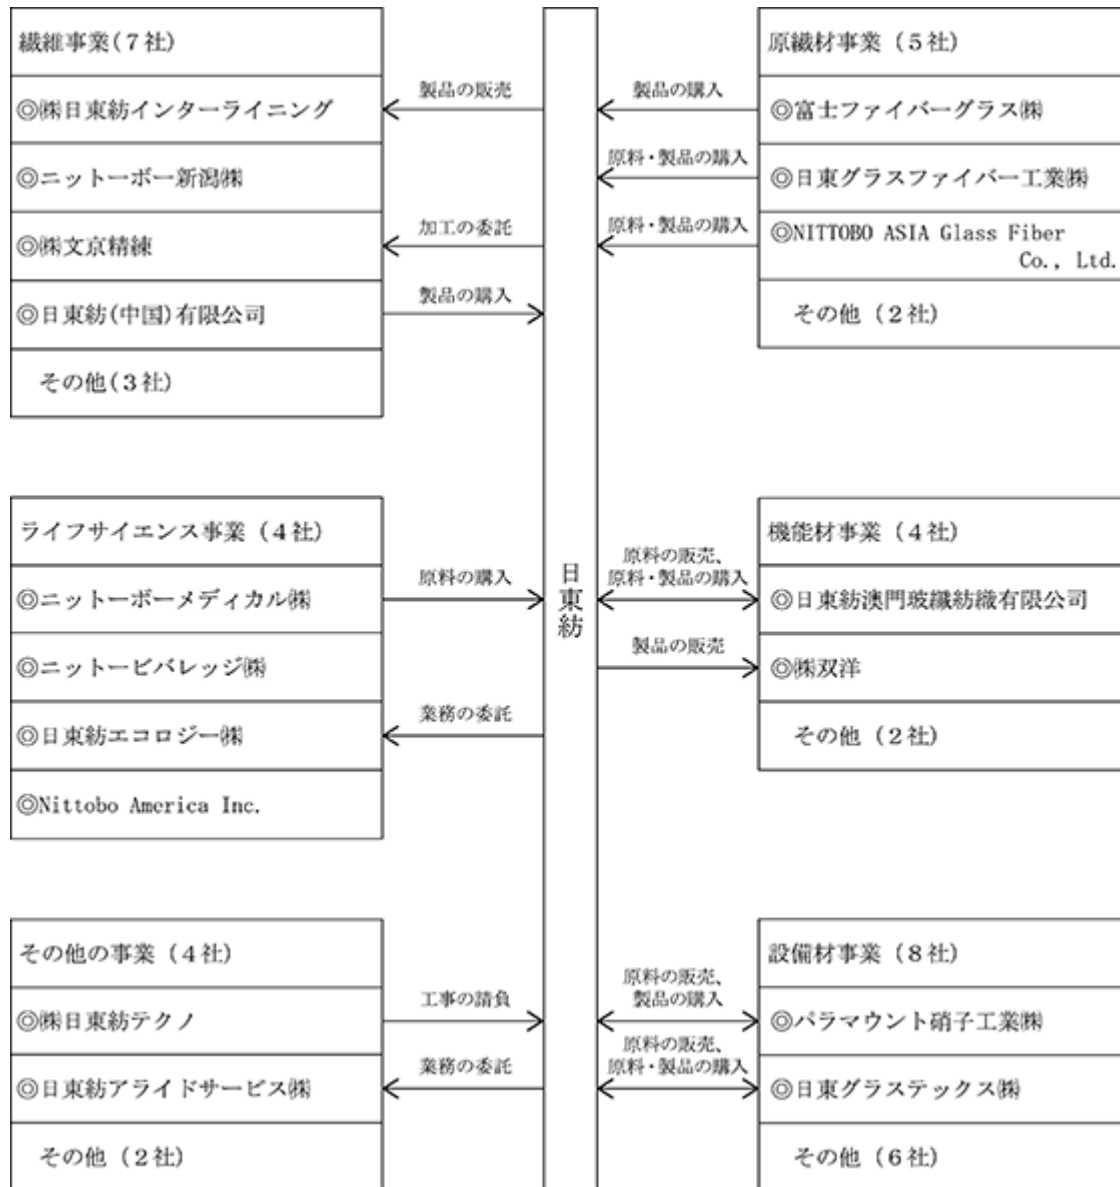 繊維事業(7社)
◎㈱日東紡インターライニング
◎ニットーボー新潟㈱
◎㈱文京精練
◎日東紡(中国)有限公司
その他(3社)
製品の販売
加工の委託
製品の購入
原繊材事業 (5社)
◎富士ファイバーグラス㈱
◎日東グラスファイバー工業㈱
◎NITTOBO ASIA Glass Fiber
Co., Ltd.
その他 (2社)
製品の購入
原料・製品の購入
原料・製品の購入
ライフサイエンス事業 (4社)
◎ニットーボーメディカル㈱
◎ニットービバレッジ㈱
◎日東紡エコロジー㈱
◎Nittobo America Inc.
原料の購入
業務の委託
日東紡
機能材事業 (4社)
◎日東紡澳門玻纖紡織有限公司
◎㈱双洋
その他 (2社)
原料の販売、
原料・製品の購入
製品の販売
その他の事業 (4社)
◎㈱日東紡テクノ
◎日東紡アライドサービス㈱
その他 (2社)
工事の請負
業務の委託
設備材事業 (8社)
◎パラマウント硝子工業㈱
◎日東グラステックス㈱
その他 (6社)
原料の販売、
製品の購入
原料の販売、
原料・製品の購入